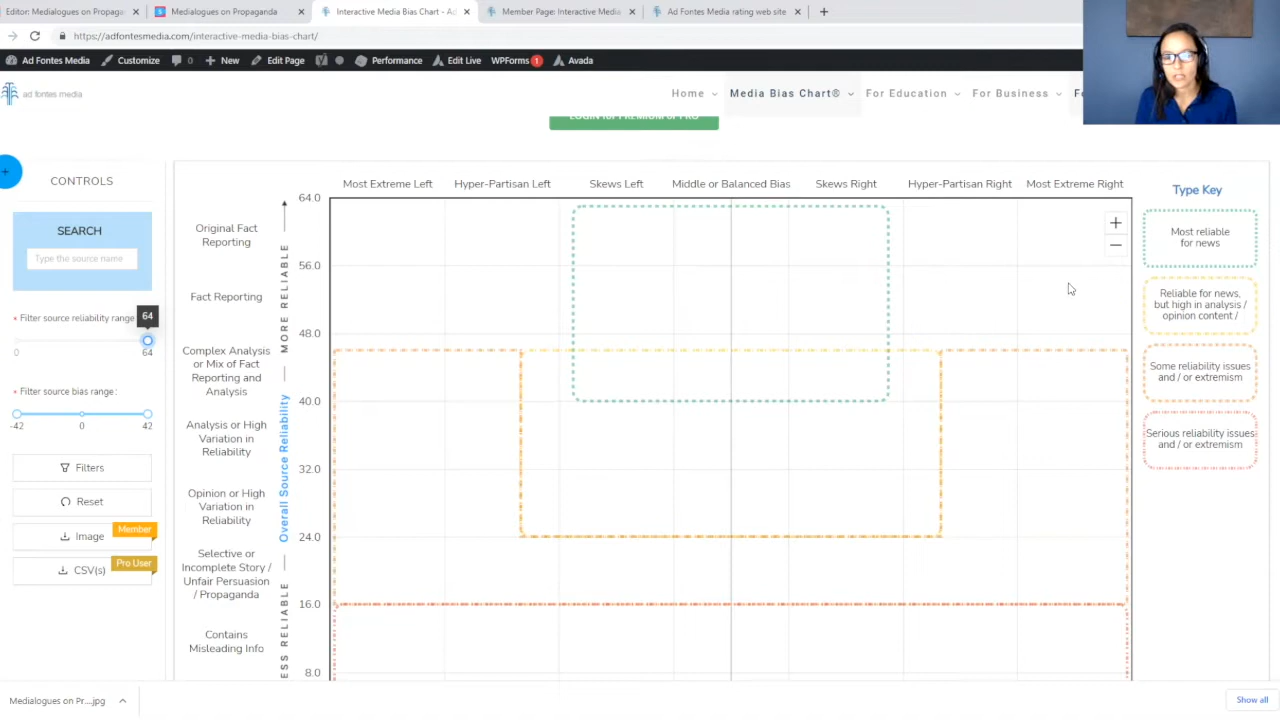 Editor: Medialogues on Propaga
Medialogues on Propaganda
Interactive Media Bias Chart - Ad
Member Page: Interactive Media
Ad Fontes Media rating web site
https://adfontesmedia.com/interactive-media-bias-chart/
Ad Fontes Media
Customize
0
New
Edit Page
Performance
Edit Live
WPForms 1
Avada
ad fontes media
Home
Media Bias Chart®
For Education
For Business
LOGIN for PREMIUM or PRO
CONTROLS
SEARCH
Type the source name
* Filter source reliability range:
64
0
64
* Filter source bias range:
-42
0
42
Filters
Reset
Image
Member
CSV(s)
Pro User
Most Extreme Left
Hyper-Partisan Left
Skews Left
Middle or Balanced Bias
Skews Right
Hyper-Partisan Right
Most Extreme Right
Original Fact
Reporting
Fact Reporting
Complex Analysis
or Mix of Fact
Reporting and
Analysis
Analysis or High
Variation in
Reliability
Opinion or High
Variation in
Reliability
Selective or
Incomplete Story /
Unfair Persuasion
/ Propaganda
Contains
Misleading Info
MORE RELIABLE
Overall Source Reliability
ESS RELIABLE
64.0
56.0
48.0
40.0
32.0
24.0
16.0
8.0
+
−
Type Key
Most reliable
for news
Reliable for news,
but high in analysis /
opinion content /
Some reliability issues
and / or extremism
Serious reliability issues
and / or extremism
Medialogues on Pr....jpg
Show all